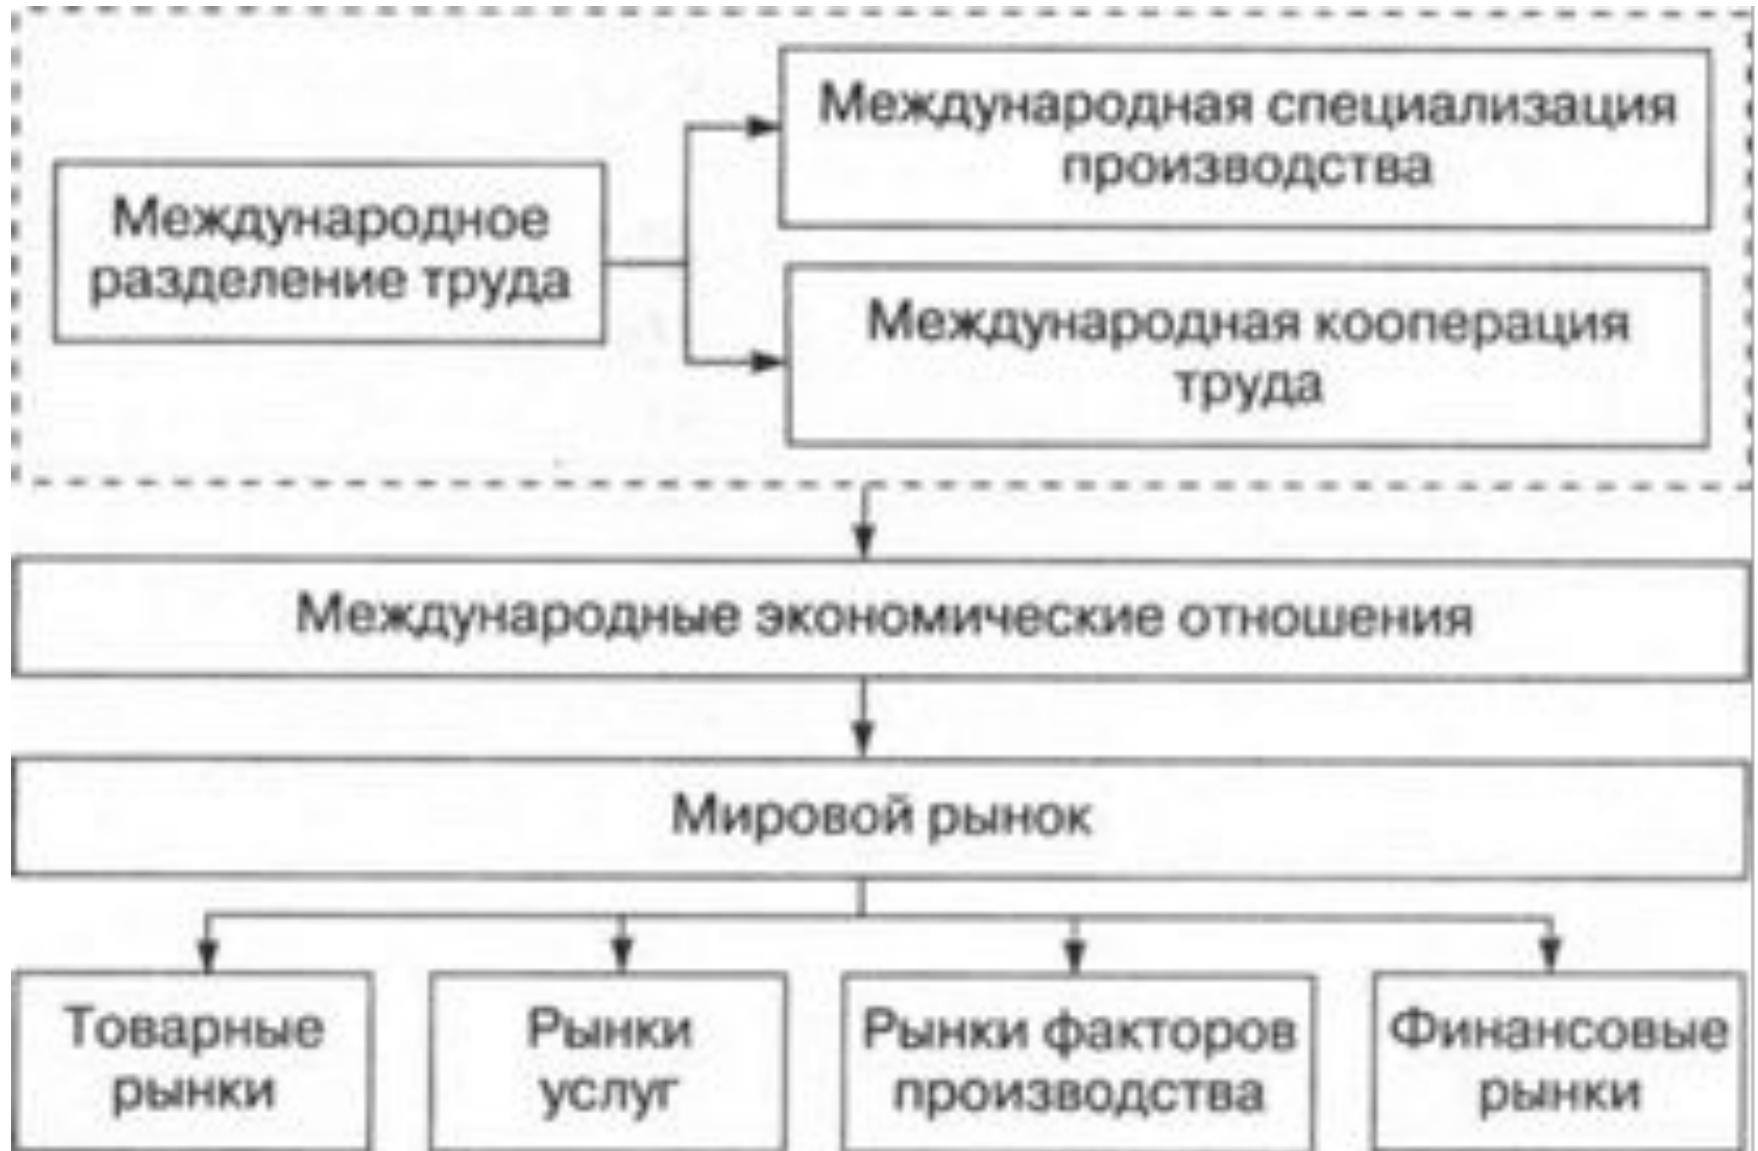 Международная специализация
производства
Международное
разделение труда
Международная кооперация
труда
Международные экономические отношения
Мировой рынок
Товарные
рынки
Рынки
услуг
Рынки факторов
производства
Финансовые
рынки